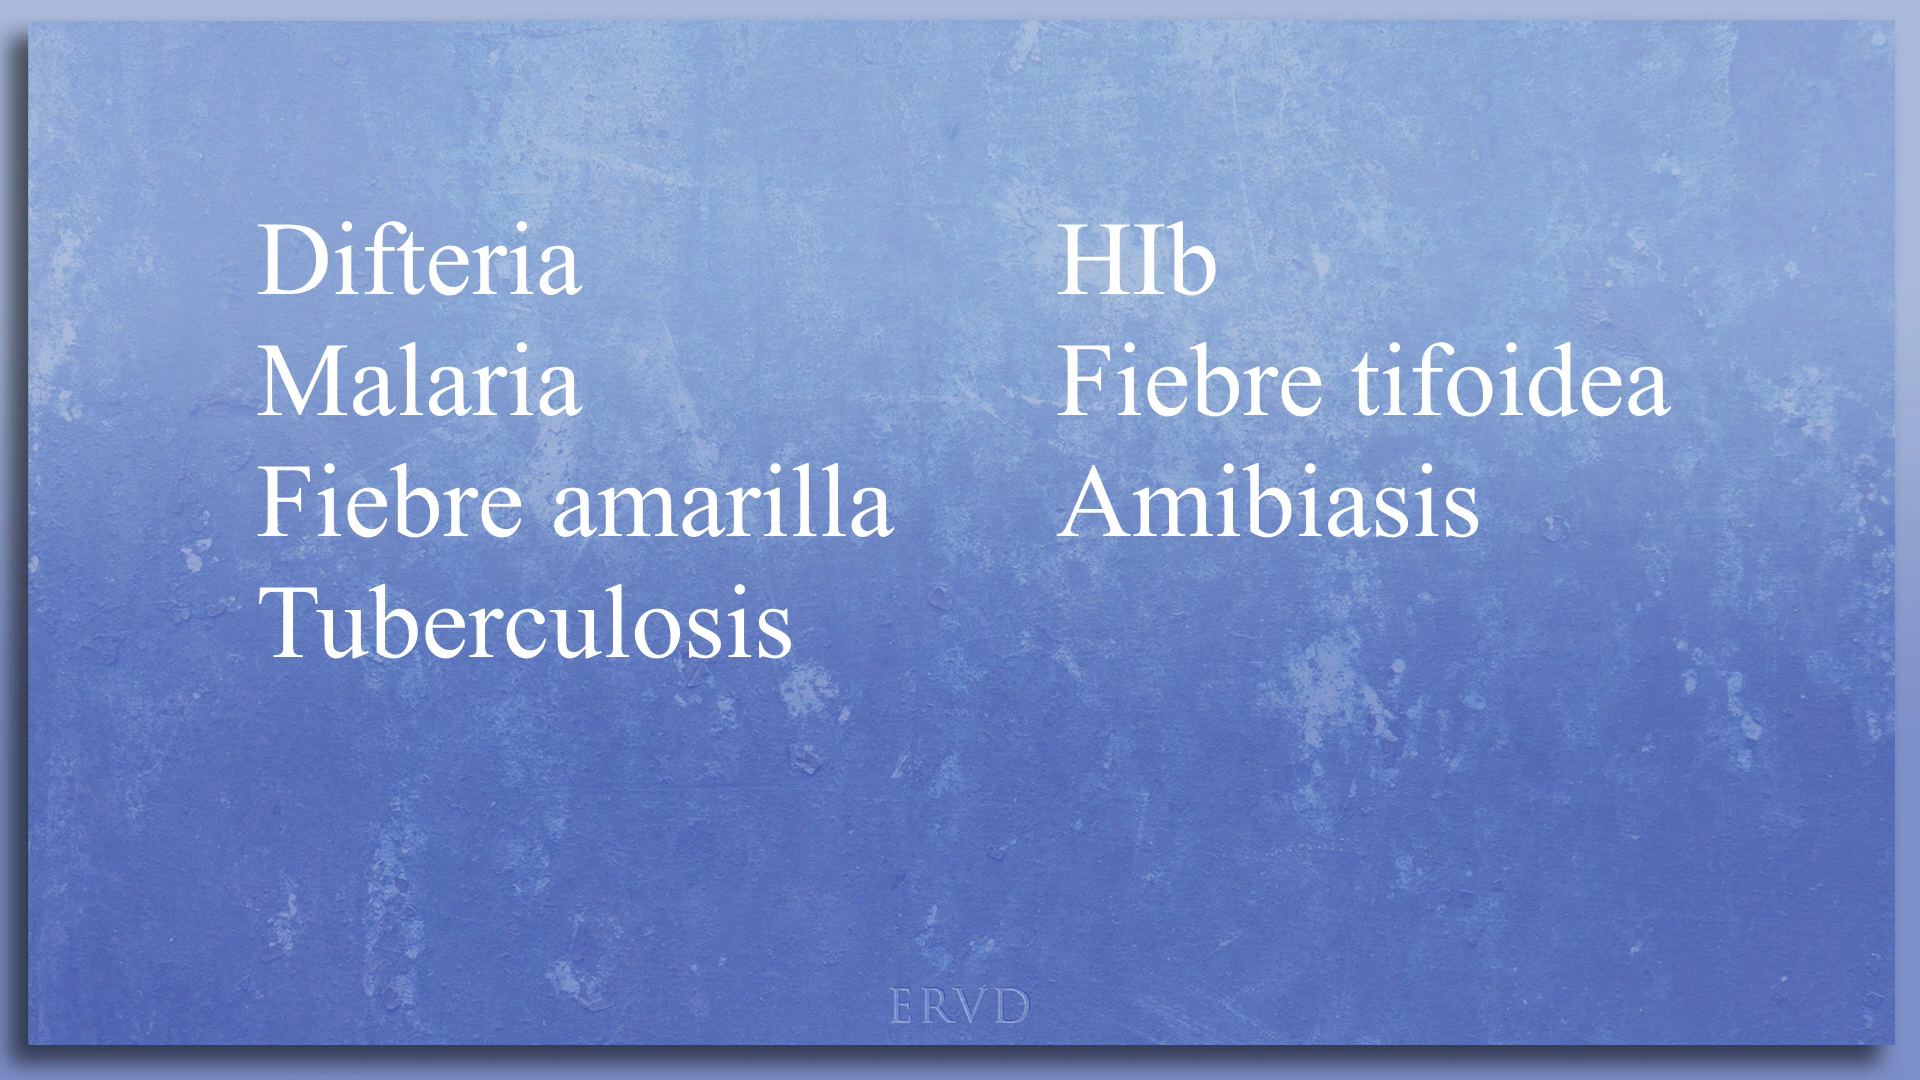 Difteria
Malaria
Fiebre amarilla
Tuberculosis
HIb
Fiebre tifoidea
Amibiasis
ERVD